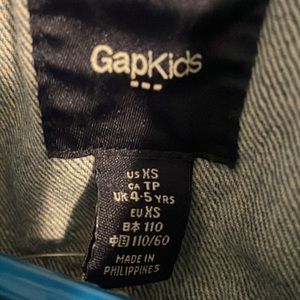 GapKids
US XS
CA TP
UK 4-5 YRS
EU XS
日本 110
中国 110/60
MADE IN
PHILIPPINES